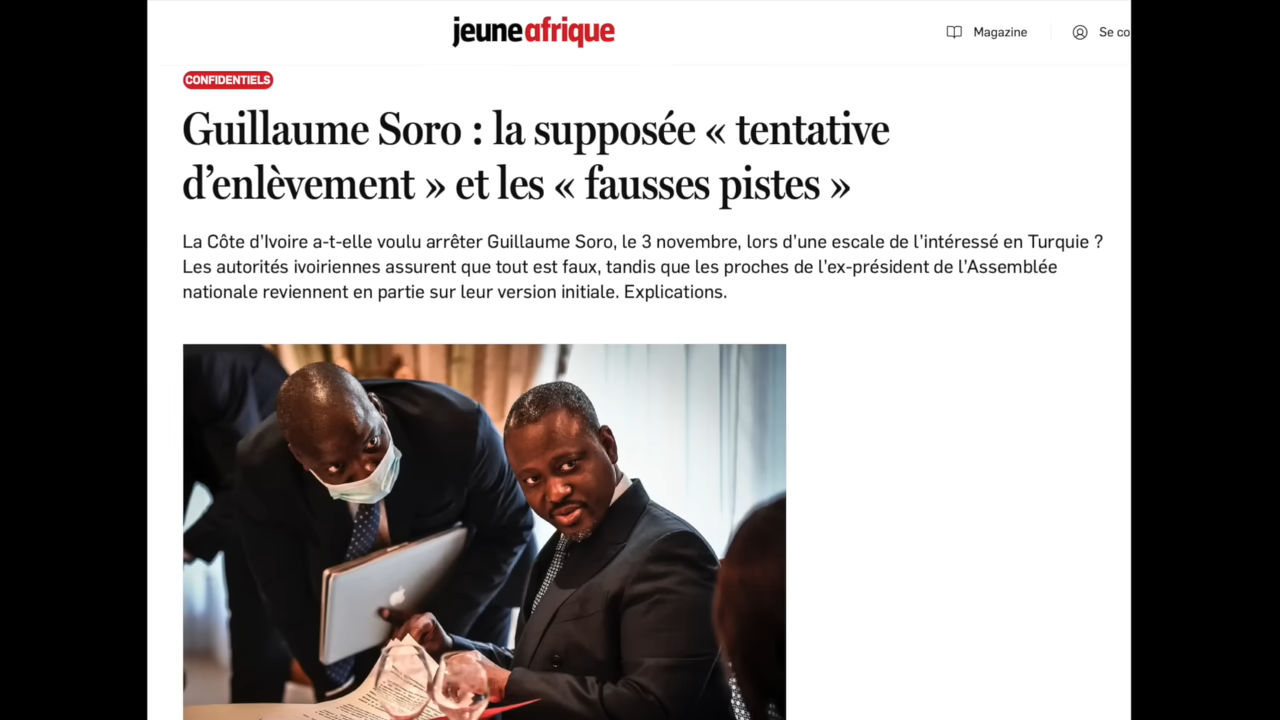 jeuneafrique
Magazine
Se co
CONFIDENTIELS
Guillaume Soro : la supposée « tentative
d’enlèvement » et les « fausses pistes »
La Côte d’Ivoire a-t-elle voulu arrêter Guillaume Soro, le 3 novembre, lors d’une escale de l’intéressé en Turquie ?
Les autorités ivoiriennes assurent que tout est faux, tandis que les proches de l’ex-président de l’Assemblée
nationale reviennent en partie sur leur version initiale. Explications.